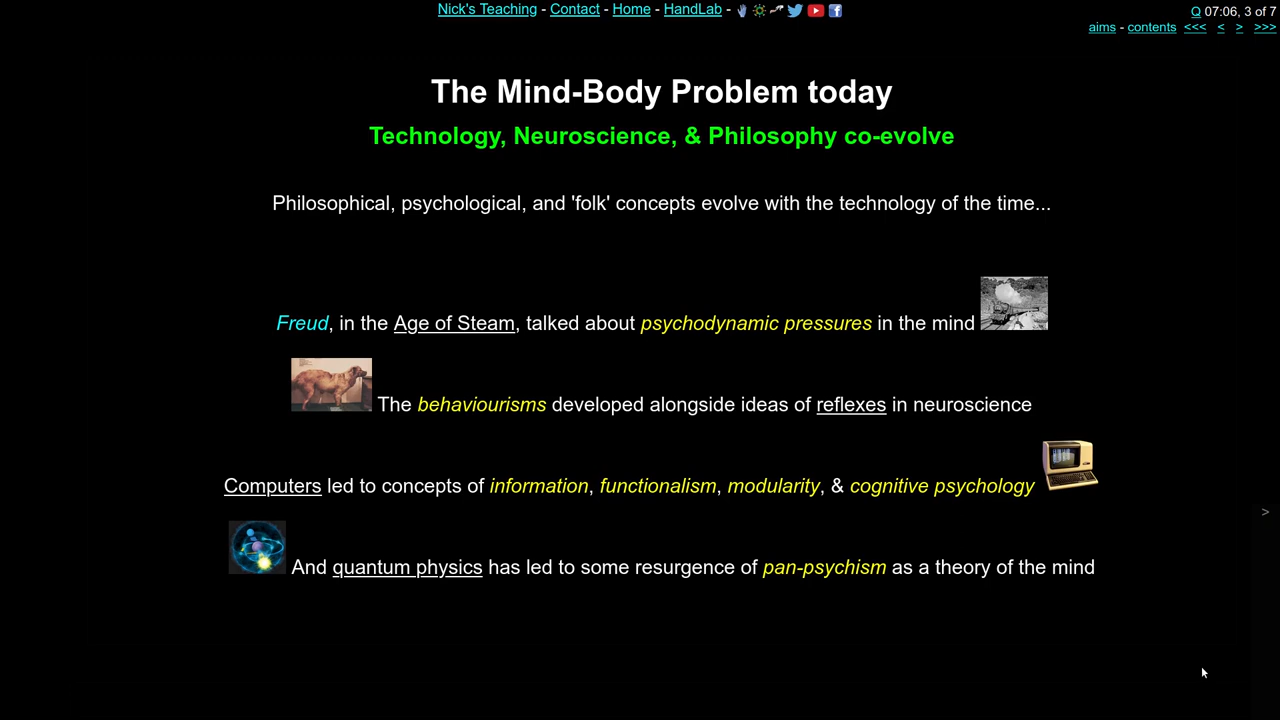 Nick's Teaching - Contact - Home - HandLab -
Q 07:06, 3 of 7
aims - contents <<< < > >>>
The Mind-Body Problem today
Technology, Neuroscience, & Philosophy co-evolve
Philosophical, psychological, and 'folk' concepts evolve with the technology of the time...
Freud, in the Age of Steam, talked about psychodynamic pressures in the mind
The behaviourisms developed alongside ideas of reflexes in neuroscience
Computers led to concepts of information, functionalism, modularity, & cognitive psychology
>
And quantum physics has led to some resurgence of pan-psychism as a theory of the mind